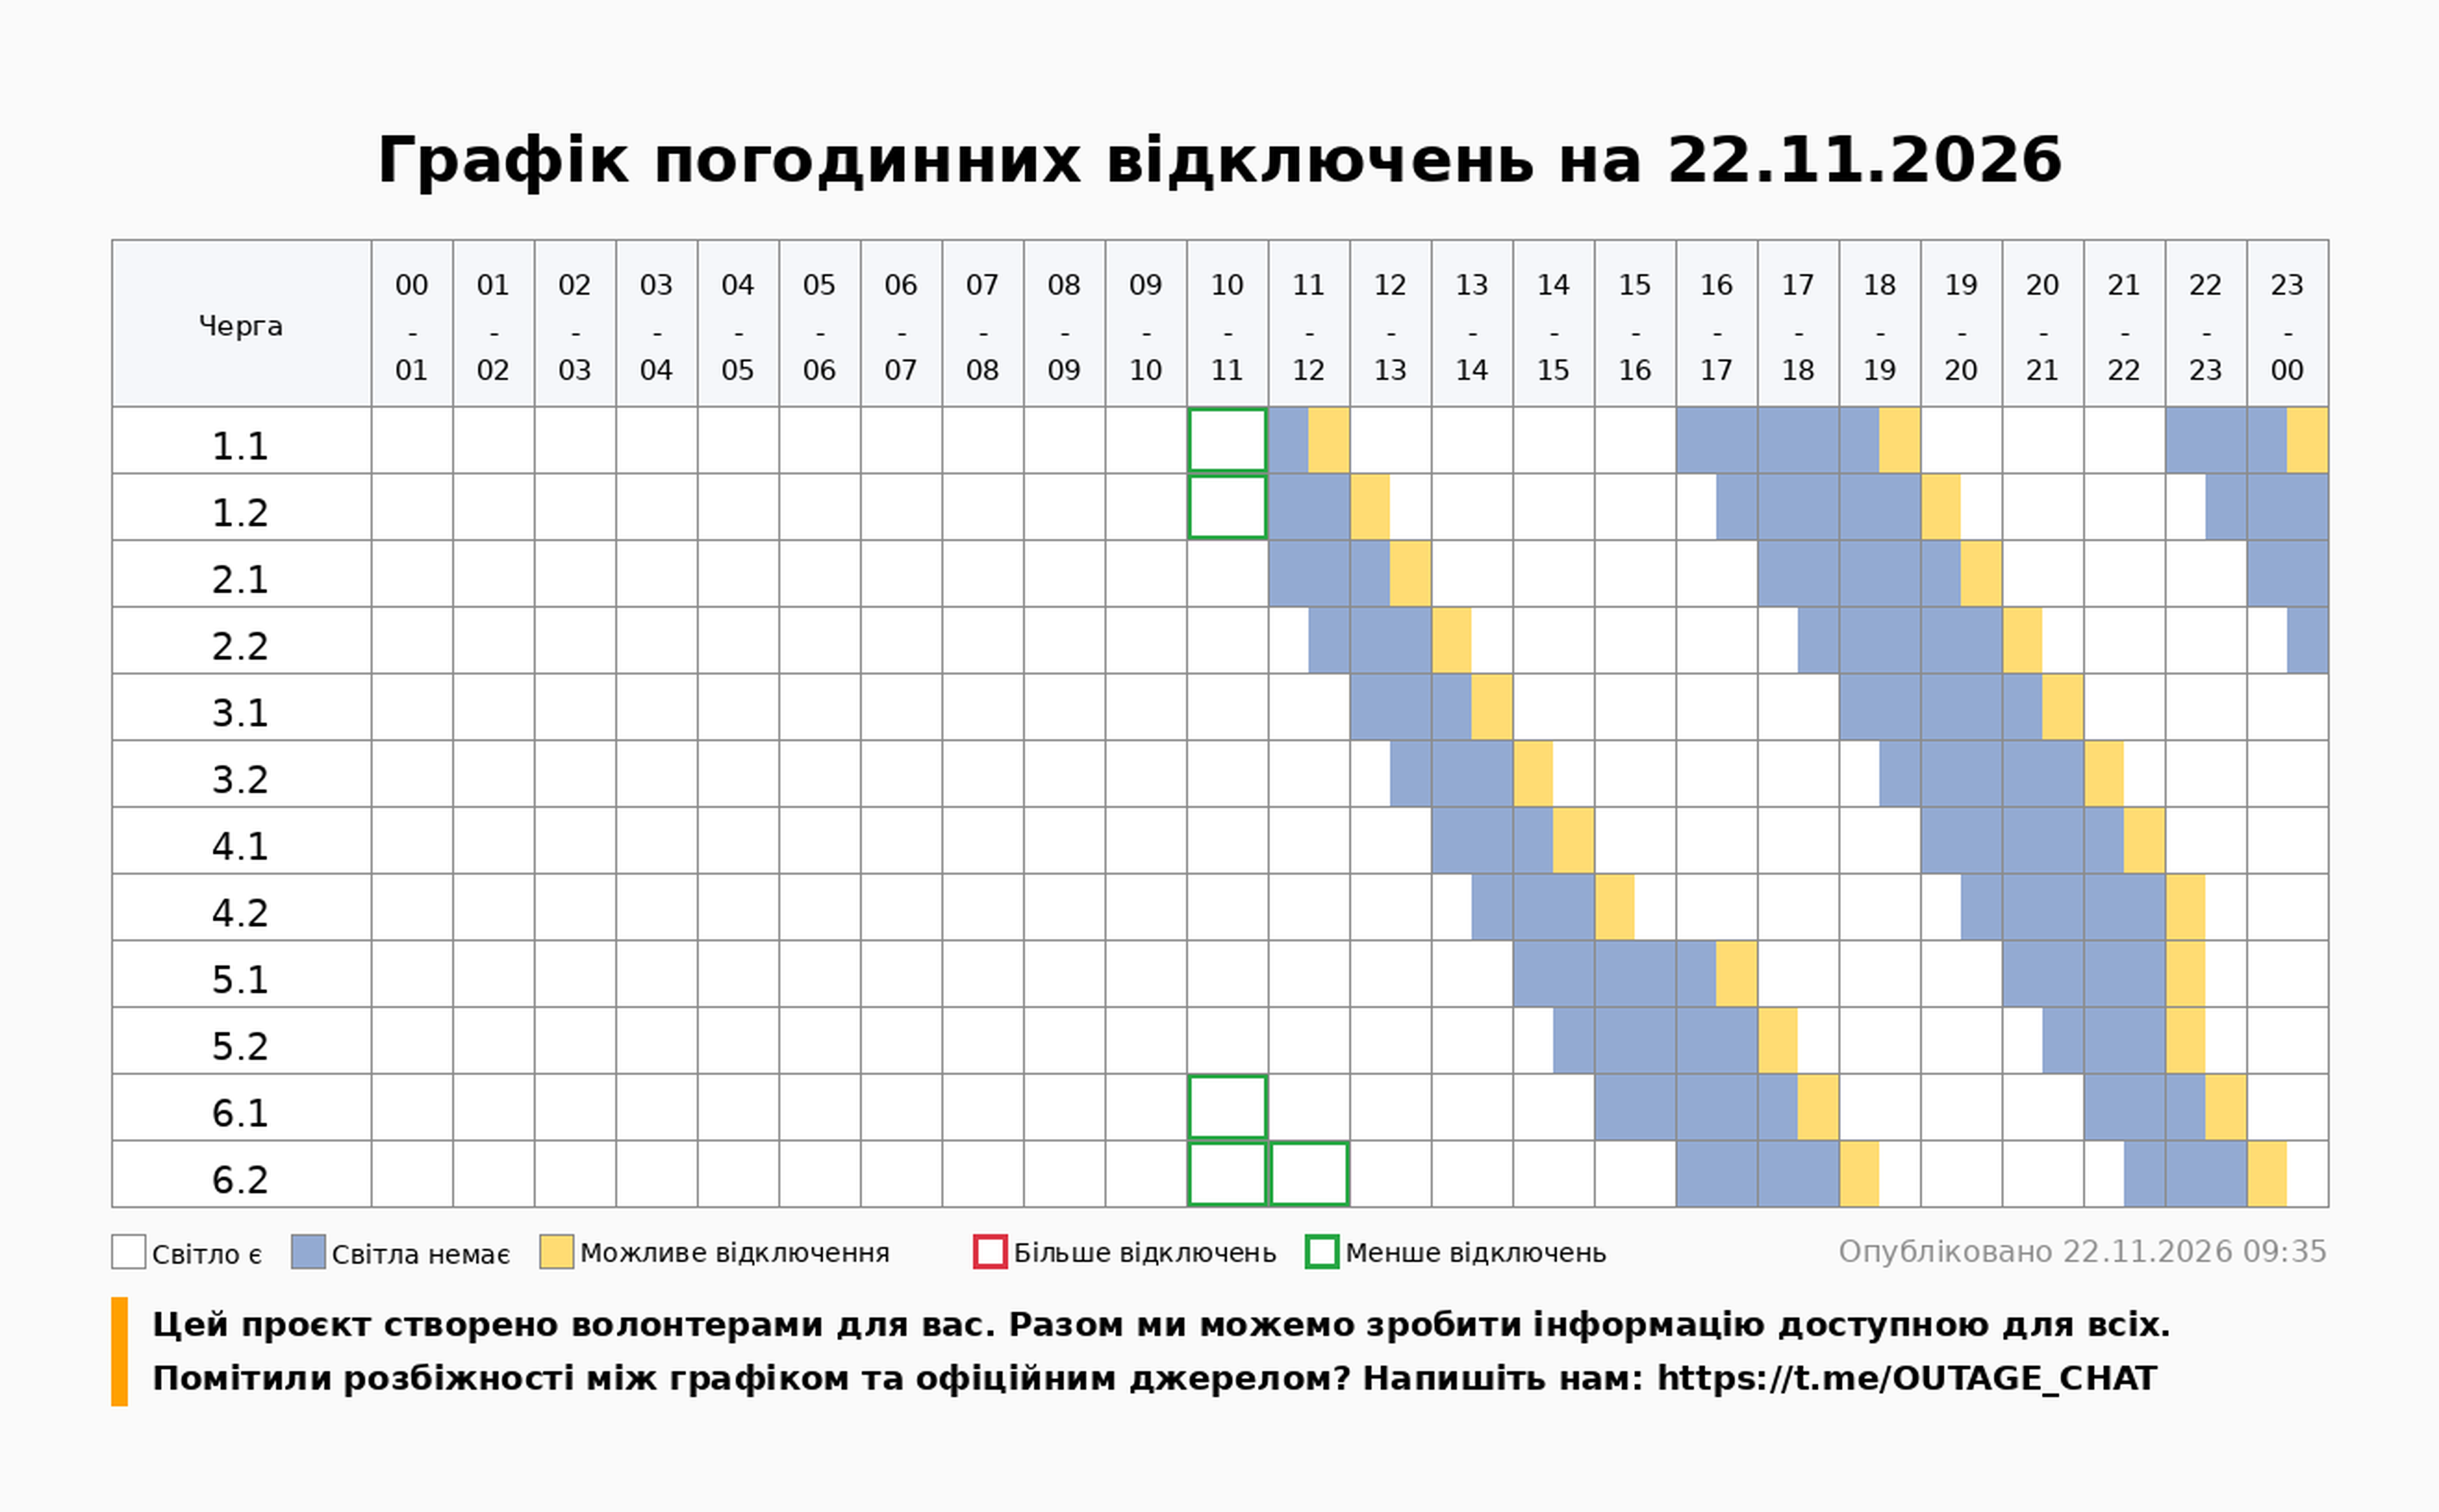 Графік погодинних відключень на 22.11.2026
Черга
00 - 01
01 - 02
02 - 03
03 - 04
04 - 05
05 - 06
06 - 07
07 - 08
08 - 09
09 - 10
10 - 11
11 - 12
12 - 13
13 - 14
14 - 15
15 - 16
16 - 17
17 - 18
18 - 19
19 - 20
20 - 21
21 - 22
22 - 23
23 - 00
1.1
1.2
2.1
2.2
3.1
3.2
4.1
4.2
5.1
5.2
6.1
6.2
Світло є
Світла немає
Можливе відключення
Більше відключень
Менше відключень
Опубліковано 22.11.2026 09:35
Цей проєкт створено волонтерами для вас. Разом ми можемо зробити інформацію доступною для всіх.
Помітили розбіжності між графіком та офіційним джерелом? Напишіть нам: https://t.me/OUTAGE_CHAT